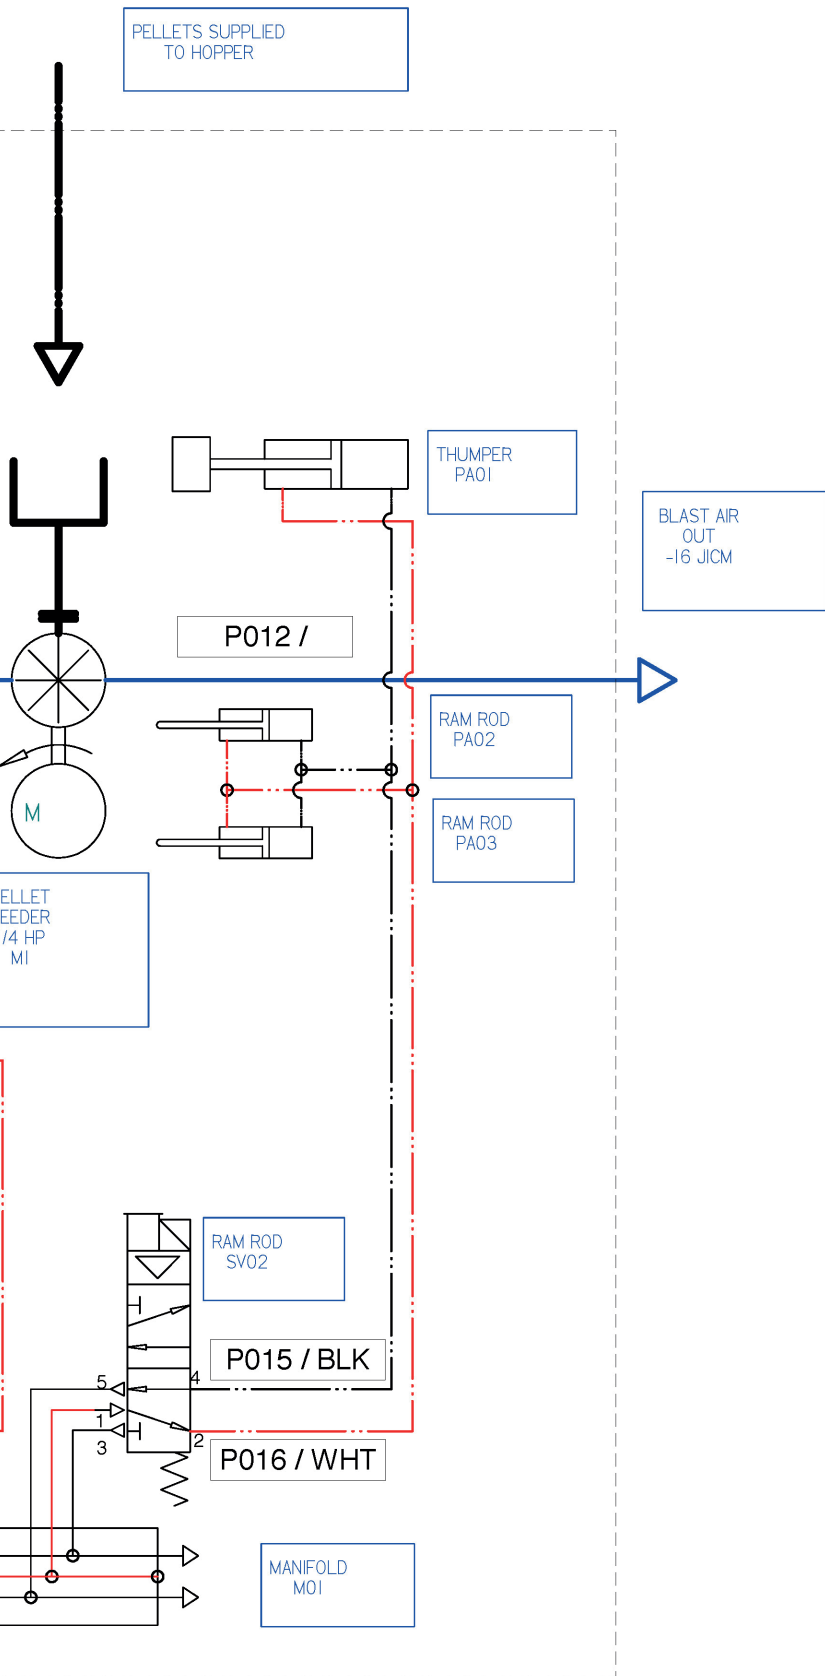 PELLETS SUPPLIED
TO HOPPER
THUMPER
PA01
BLAST AIR
OUT
-16 JICM
P012 /
RAM ROD
PA02
RAM ROD
PA03
M
ELLET
EEDER
/4 HP
M1
RAM ROD
SV02
P015 / BLK
5
4
1
3
2
P016 / WHT
MANIFOLD
M01